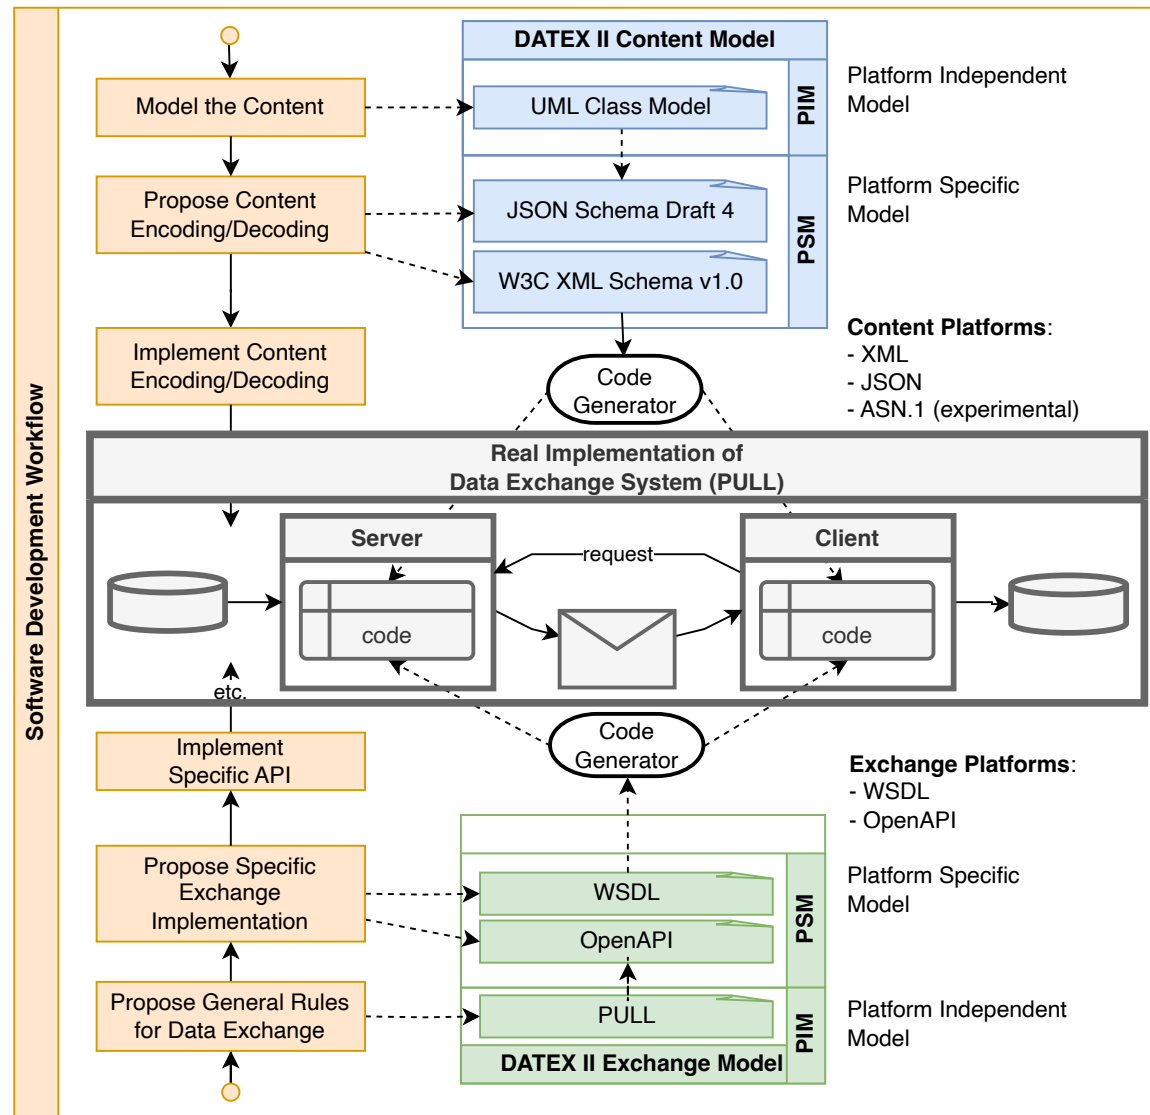 Software Development Workflow
DATEX II Content Model
Model the Content
UML Class Model
PIM
Platform Independent
Model
Propose Content
Encoding/Decoding
JSON Schema Draft 4
W3C XML Schema v1.0
PSM
Platform Specific
Model
Implement Content
Encoding/Decoding
Code
Generator
Content Platforms:
- XML
- JSON
- ASN.1 (experimental)
Real Implementation of
Data Exchange System (PULL)
Server
request
Client
code
code
etc.
Implement
Specific API
Code
Generator
Exchange Platforms:
- WSDL
- OpenAPI
Propose Specific
Exchange
Implementation
WSDL
OpenAPI
PSM
Platform Specific
Model
Propose General Rules
for Data Exchange
PULL
PIM
Platform Independent
Model
DATEX II Exchange Model